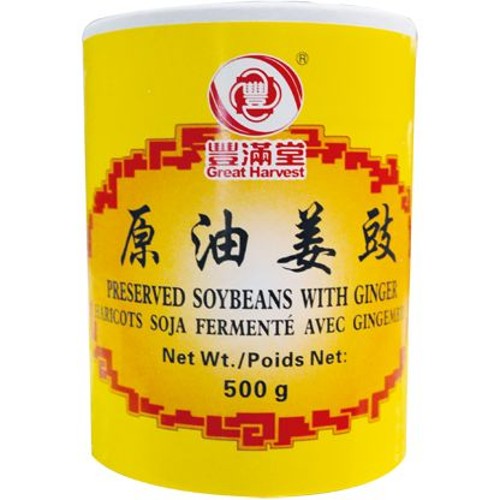 豐
®
豐滿堂
Great Harvest
原油姜豉
PRESERVED SOYBEANS WITH GINGER
HARICOTS SOJA FERMENTÉ AVEC
Net Wt./Poids Net:
500 g